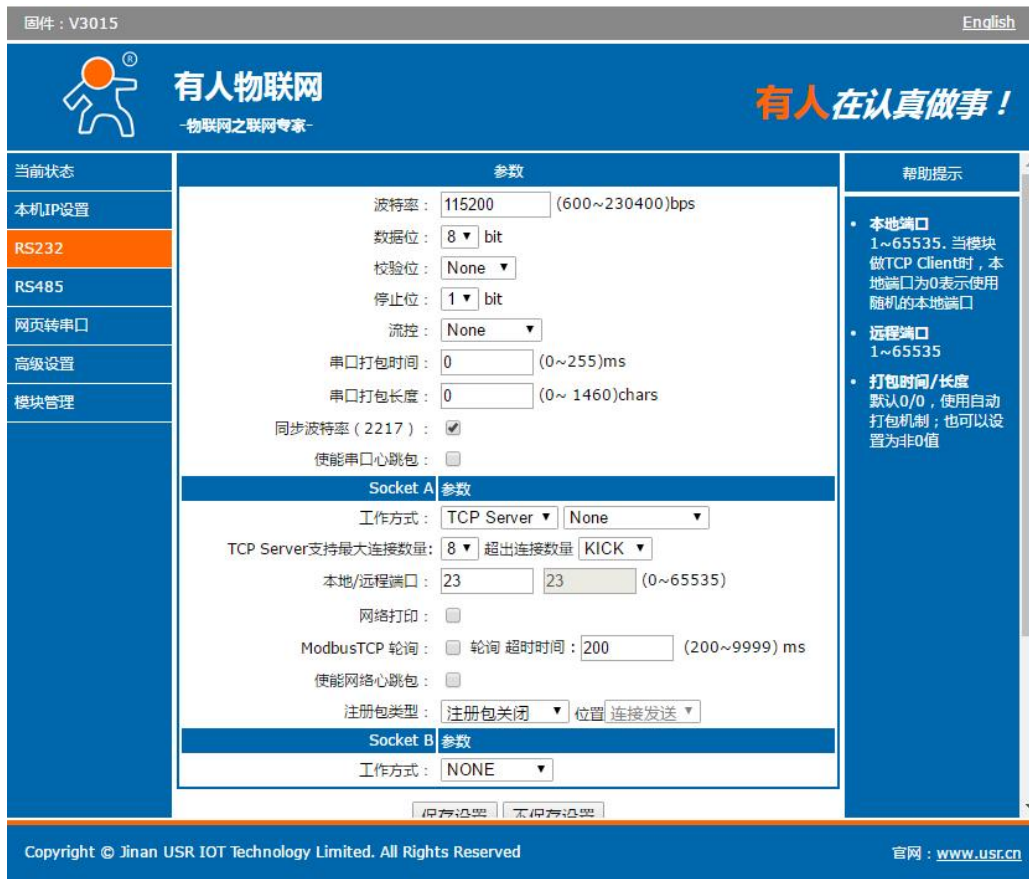 固件：V3015
English
®
有人物联网
-物联网之联网专家-
有人在认真做事！
当前状态
本机IP设置
RS232
RS485
网页转串口
高级设置
模块管理
参数
波特率： 115200 (600~230400)bps
数据位： 8 bit
校验位： None
停止位： 1 bit
流控： None
串口打包时间： 0 (0~255)ms
串口打包长度： 0 (0~ 1460)chars
同步波特率（2217）：
使能串口心跳包：
Socket A 参数
工作方式： TCP Server None
TCP Server支持最大连接数量: 8 超出连接数量 KICK
本地/远程端口： 23 23 (0~65535)
网络打印：
ModbusTCP 轮询： 轮询 超时时间：200 (200~9999) ms
使能网络心跳包：
注册包类型： 注册包关闭 位置 连接发送
Socket B 参数
工作方式： NONE
保存设置 不保存设置
帮助提示
• 本地端口
1~65535. 当模块
做TCP Client时，本
地端口为0表示使用
随机的本地端口
• 远程端口
1~65535
• 打包时间/长度
默认0/0，使用自动
打包机制；也可以设
置为非0值
Copyright © Jinan USR IOT Technology Limited. All Rights Reserved
官网：www.usr.cn